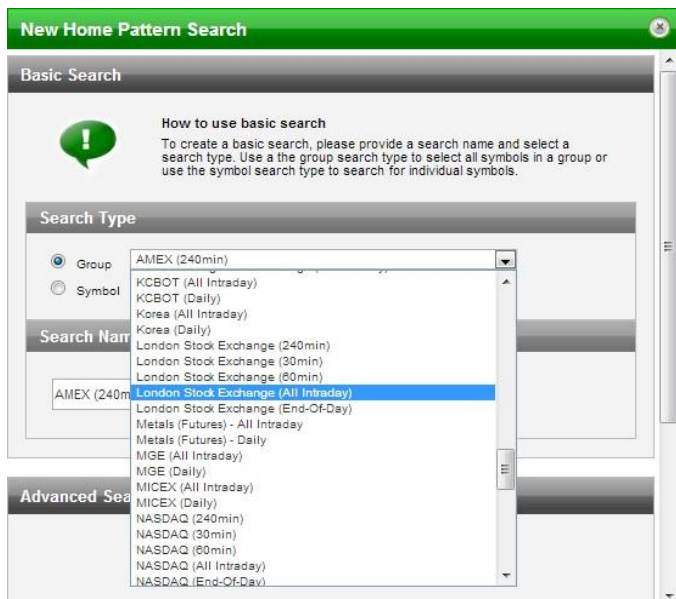 New Home Pattern Search
Basic Search
How to use basic search
To create a basic search, please provide a search name and select a
search type. Use a the group search type to select all symbols in a group or
use the symbol search type to search for individual symbols.
Search Type
Group
AMEX (240min)
Symbol
KCBOT (All Intraday)
KCBOT (Daily)
Korea (All Intraday)
Korea (Daily)
London Stock Exchange (240min)
London Stock Exchange (30min)
London Stock Exchange (60min)
London Stock Exchange (All Intraday)
London Stock Exchange (End-Of-Day)
Metals (Futures) - All Intraday
Metals (Futures) - Daily
MGE (All Intraday)
MGE (Daily)
MICEX (All Intraday)
MICEX (Daily)
NASDAQ (240min)
NASDAQ (30min)
NASDAQ (60min)
NASDAQ (All Intraday)
NASDAQ (End-Of-Day)
Search Nam
AMEX (240m
Advanced Sea